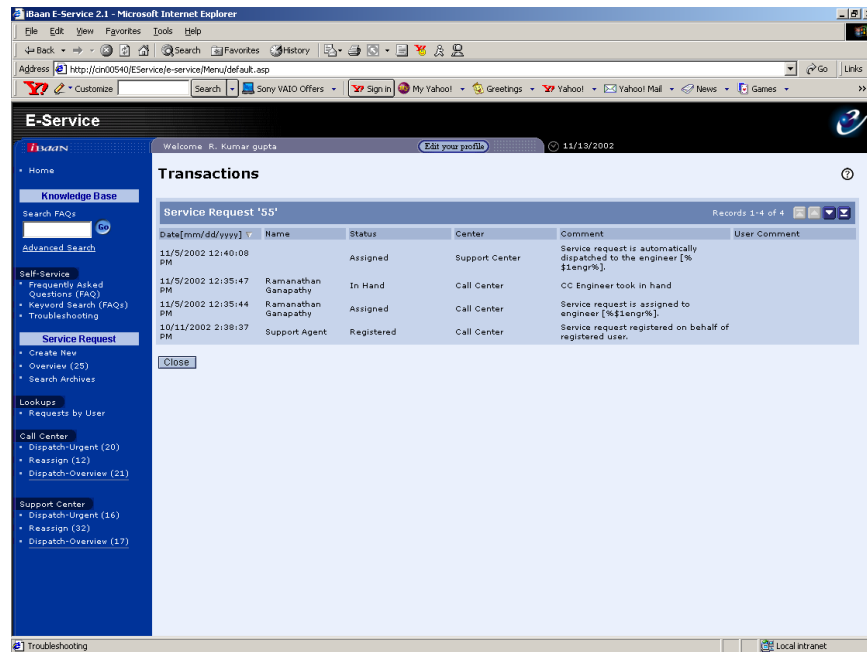 iBaan E-Service 2.1 - Microsoft Internet Explorer
File Edit View Favorites Tools Help
Back Search Favorites History
Address http://cin00540/EService/e-service/Menu/default.asp Go Links
Y! Customize Search Sony VAIO Offers Y! Sign in My Yahoo! Greetings Y! Yahoo! Yahoo! Mail News Games »
E-Service
iBaan Welcome R. Kumar gupta Edit your profile 11/13/2002
Home
Knowledge Base
Search FAQs
Go
Advanced Search
Self-Service
Frequently Asked
Questions (FAQ)
Keyword Search (FAQs)
Troubleshooting
Service Request
Create New
Overview (25)
Search Archives
Lookups
Requests by User
Call Center
Dispatch-Urgent (20)
Reassign (12)
Dispatch-Overview (21)
Support Center
Dispatch-Urgent (16)
Reassign (32)
Dispatch-Overview (17)
Transactions ?
Service Request '55' Records 1-4 of 4
Date[mm/dd/yyyy] Name Status Center Comment User Comment
11/5/2002 12:40:08
PM Assigned Support Center Service request is automatically
dispatched to the engineer [%
$1engr%].
11/5/2002 12:35:47
PM Ramanathan
Ganapathy In Hand Call Center CC Engineer took in hand
11/5/2002 12:35:44
PM Ramanathan
Ganapathy Assigned Call Center Service request is assigned to
engineer [%$1engr%].
10/11/2002 2:38:37
PM Support Agent Registered Call Center Service request registered on behalf of
registered user.
Close
Troubleshooting Local intranet